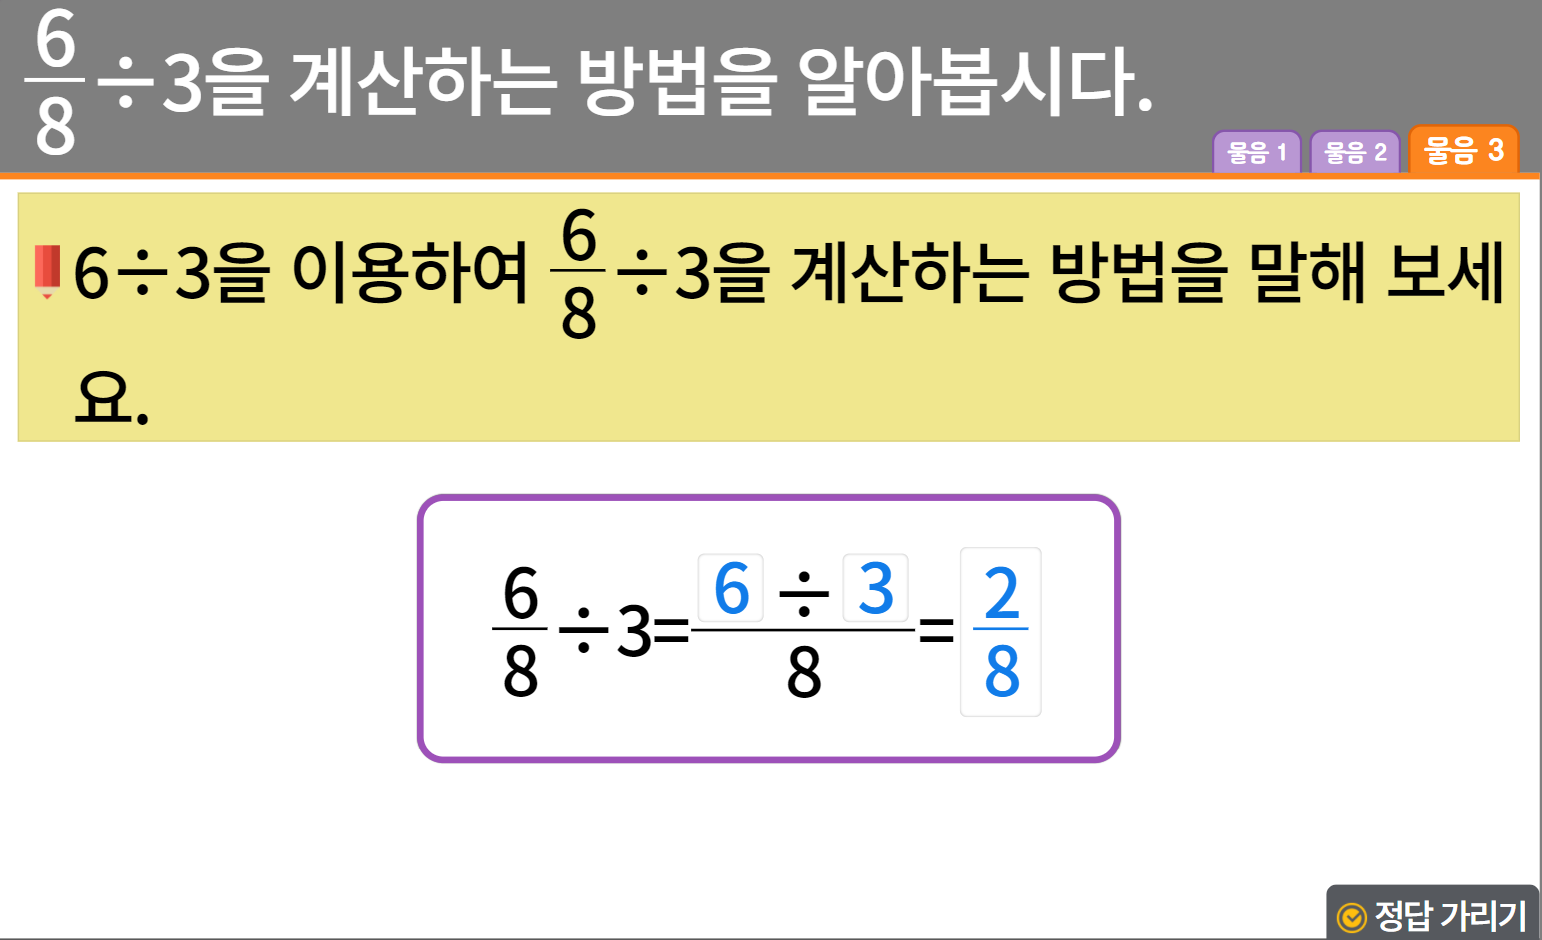 6/8÷3을 계산하는 방법을 알아봅시다.
물음 1 물음 2 물음 3
6÷3을 이용하여 6/8÷3을 계산하는 방법을 말해 보세
요.
6/8÷3=(6÷3)/8=2/8
정답 가리기